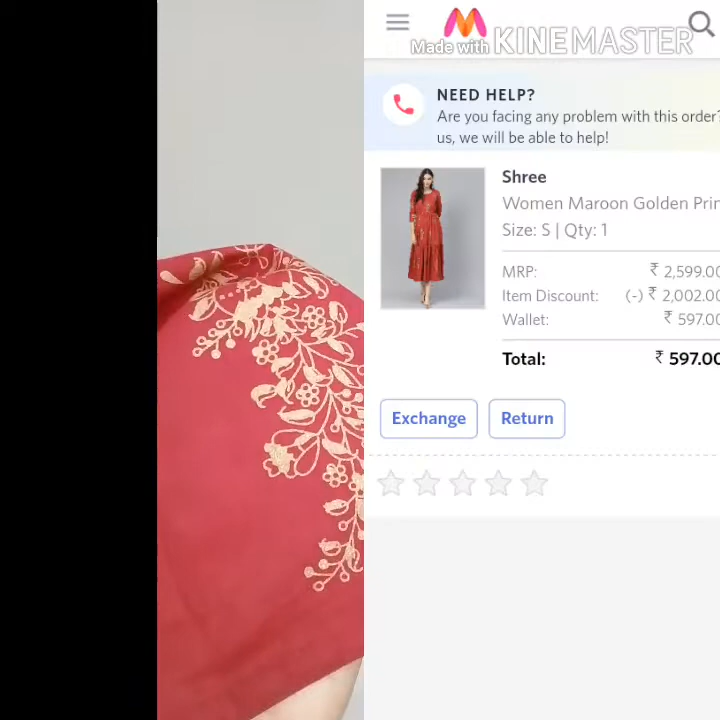 Made with KINEMASTER
NEED HELP?
Are you facing any problem with this order?
us, we will be able to help!
Shree
Women Maroon Golden Prin
Size: S | Qty: 1
MRP: ₹ 2,599.00
Item Discount: (-) ₹ 2,002.00
Wallet: ₹ 597.00
Total: ₹ 597.00
Exchange Return